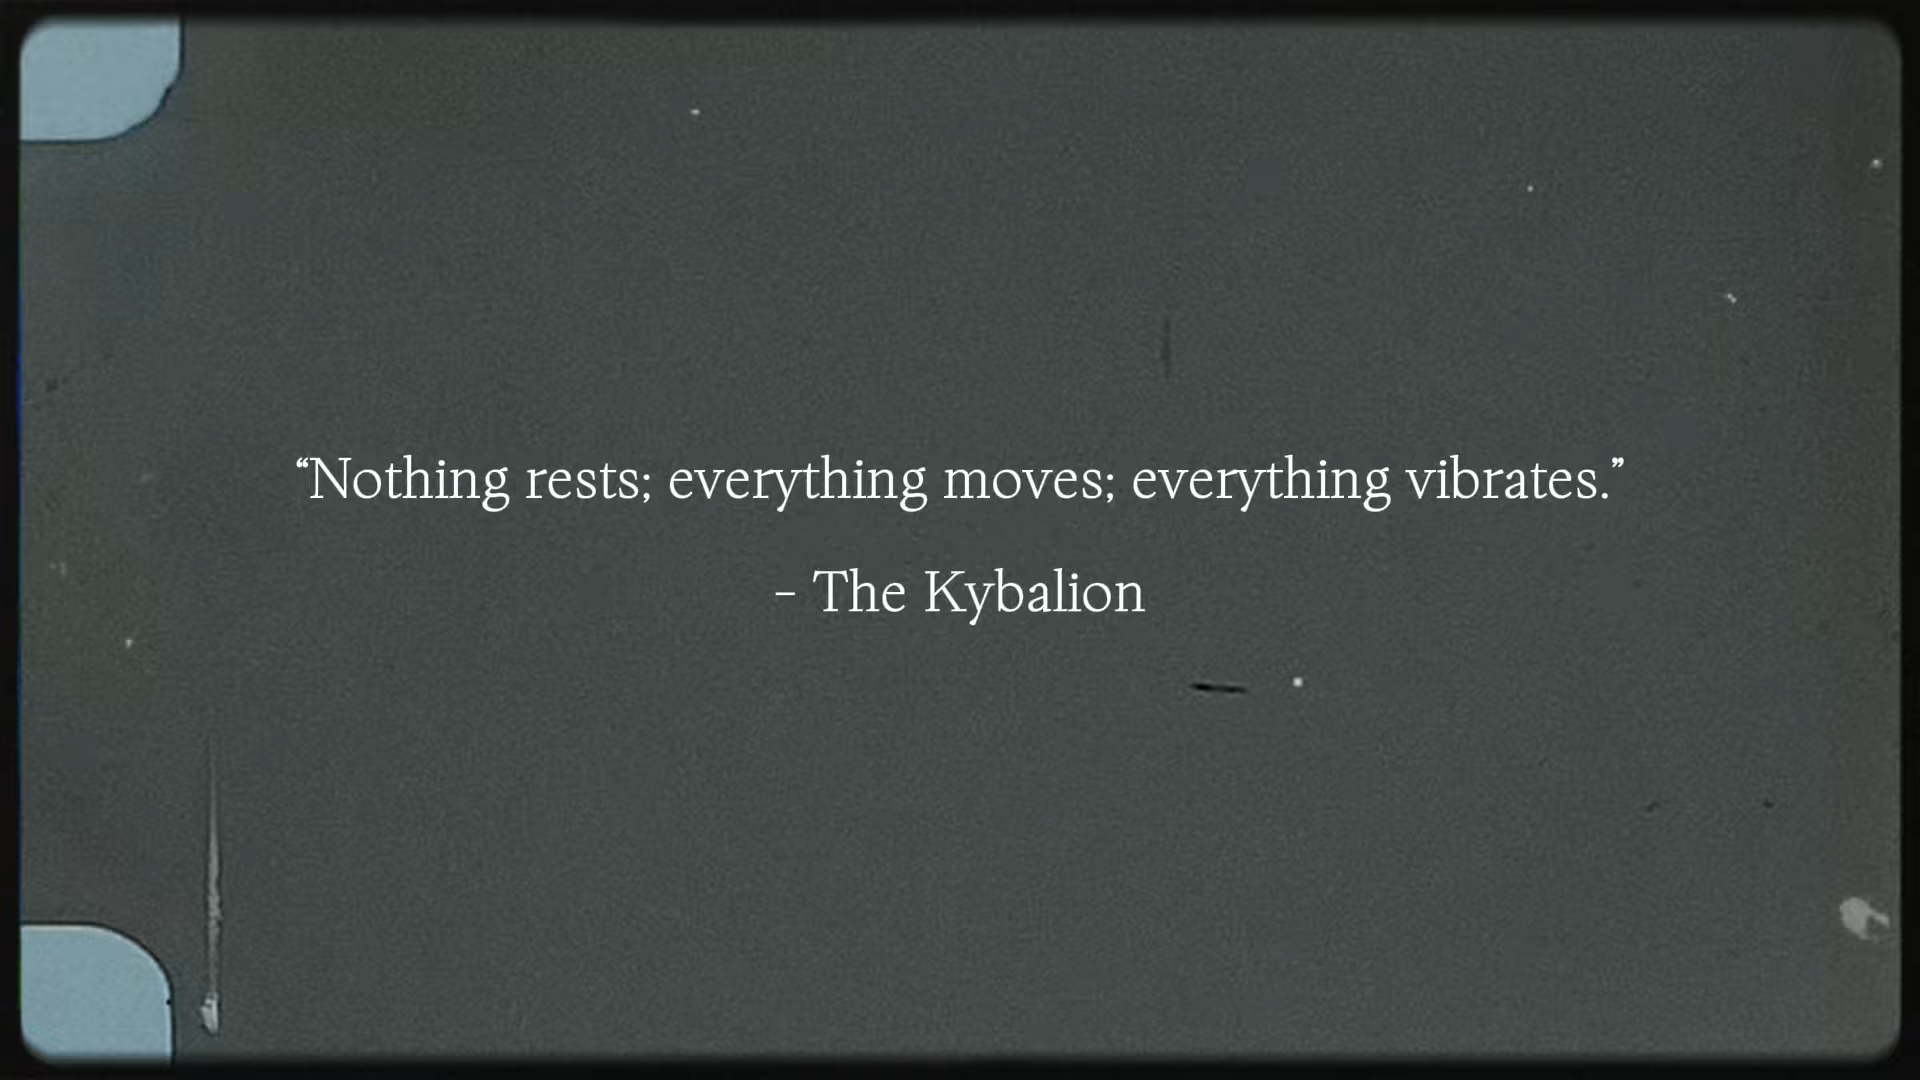 “Nothing rests; everything moves; everything vibrates.”
- The Kybalion